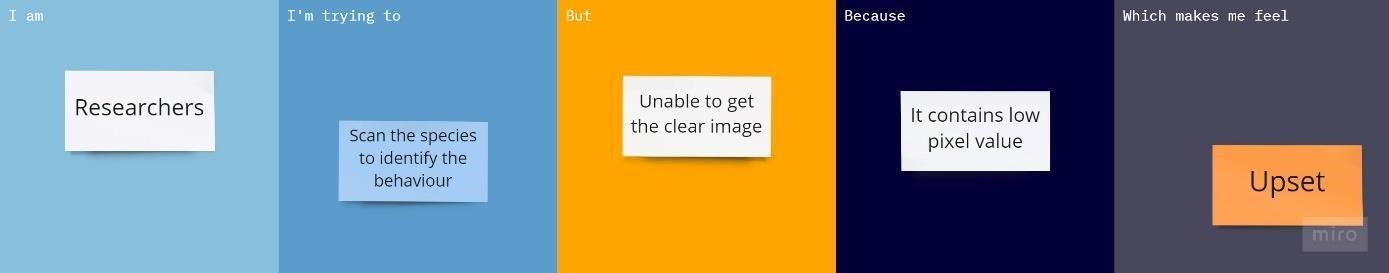 I am
Researchers
I'm trying to
Scan the species
to identify the
behaviour
But
Unable to get
the clear image
Because
It contains low
pixel value
Which makes me feel
Upset
miro